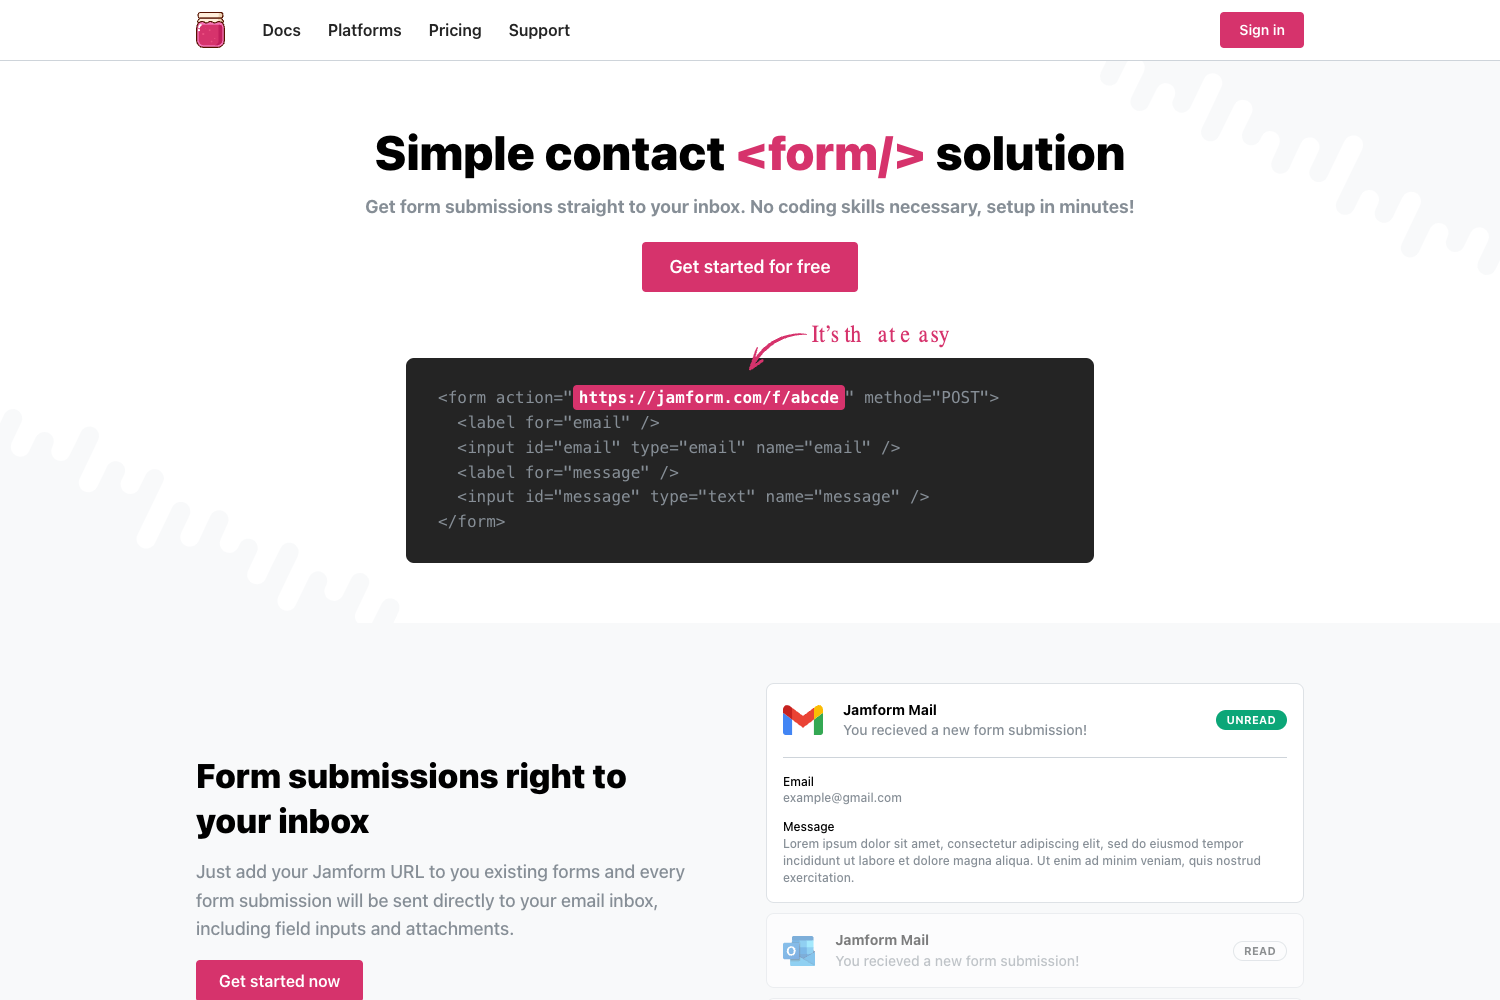 Docs Platforms Pricing Support Sign in
Simple contact <form/> solution
Get form submissions straight to your inbox. No coding skills necessary, setup in minutes!
Get started for free
It's that easy
<form action="https://jamform.com/f/abcde" method="POST">
<label for="email" />
<input id="email" type="email" name="email" />
<label for="message" />
<input id="message" type="text" name="message" />
</form>
Form submissions right to
your inbox
Just add your Jamform URL to you existing forms and every
form submission will be sent directly to your email inbox,
including field inputs and attachments.
Get started now
Jamform Mail
You recieved a new form submission!
UNREAD
Email
example@gmail.com
Message
Lorem ipsum dolor sit amet, consectetur adipiscing elit, sed do eiusmod tempor
incididunt ut labore et dolore magna aliqua. Ut enim ad minim veniam, quis nostrud
exercitation.
Jamform Mail
You recieved a new form submission!
READ